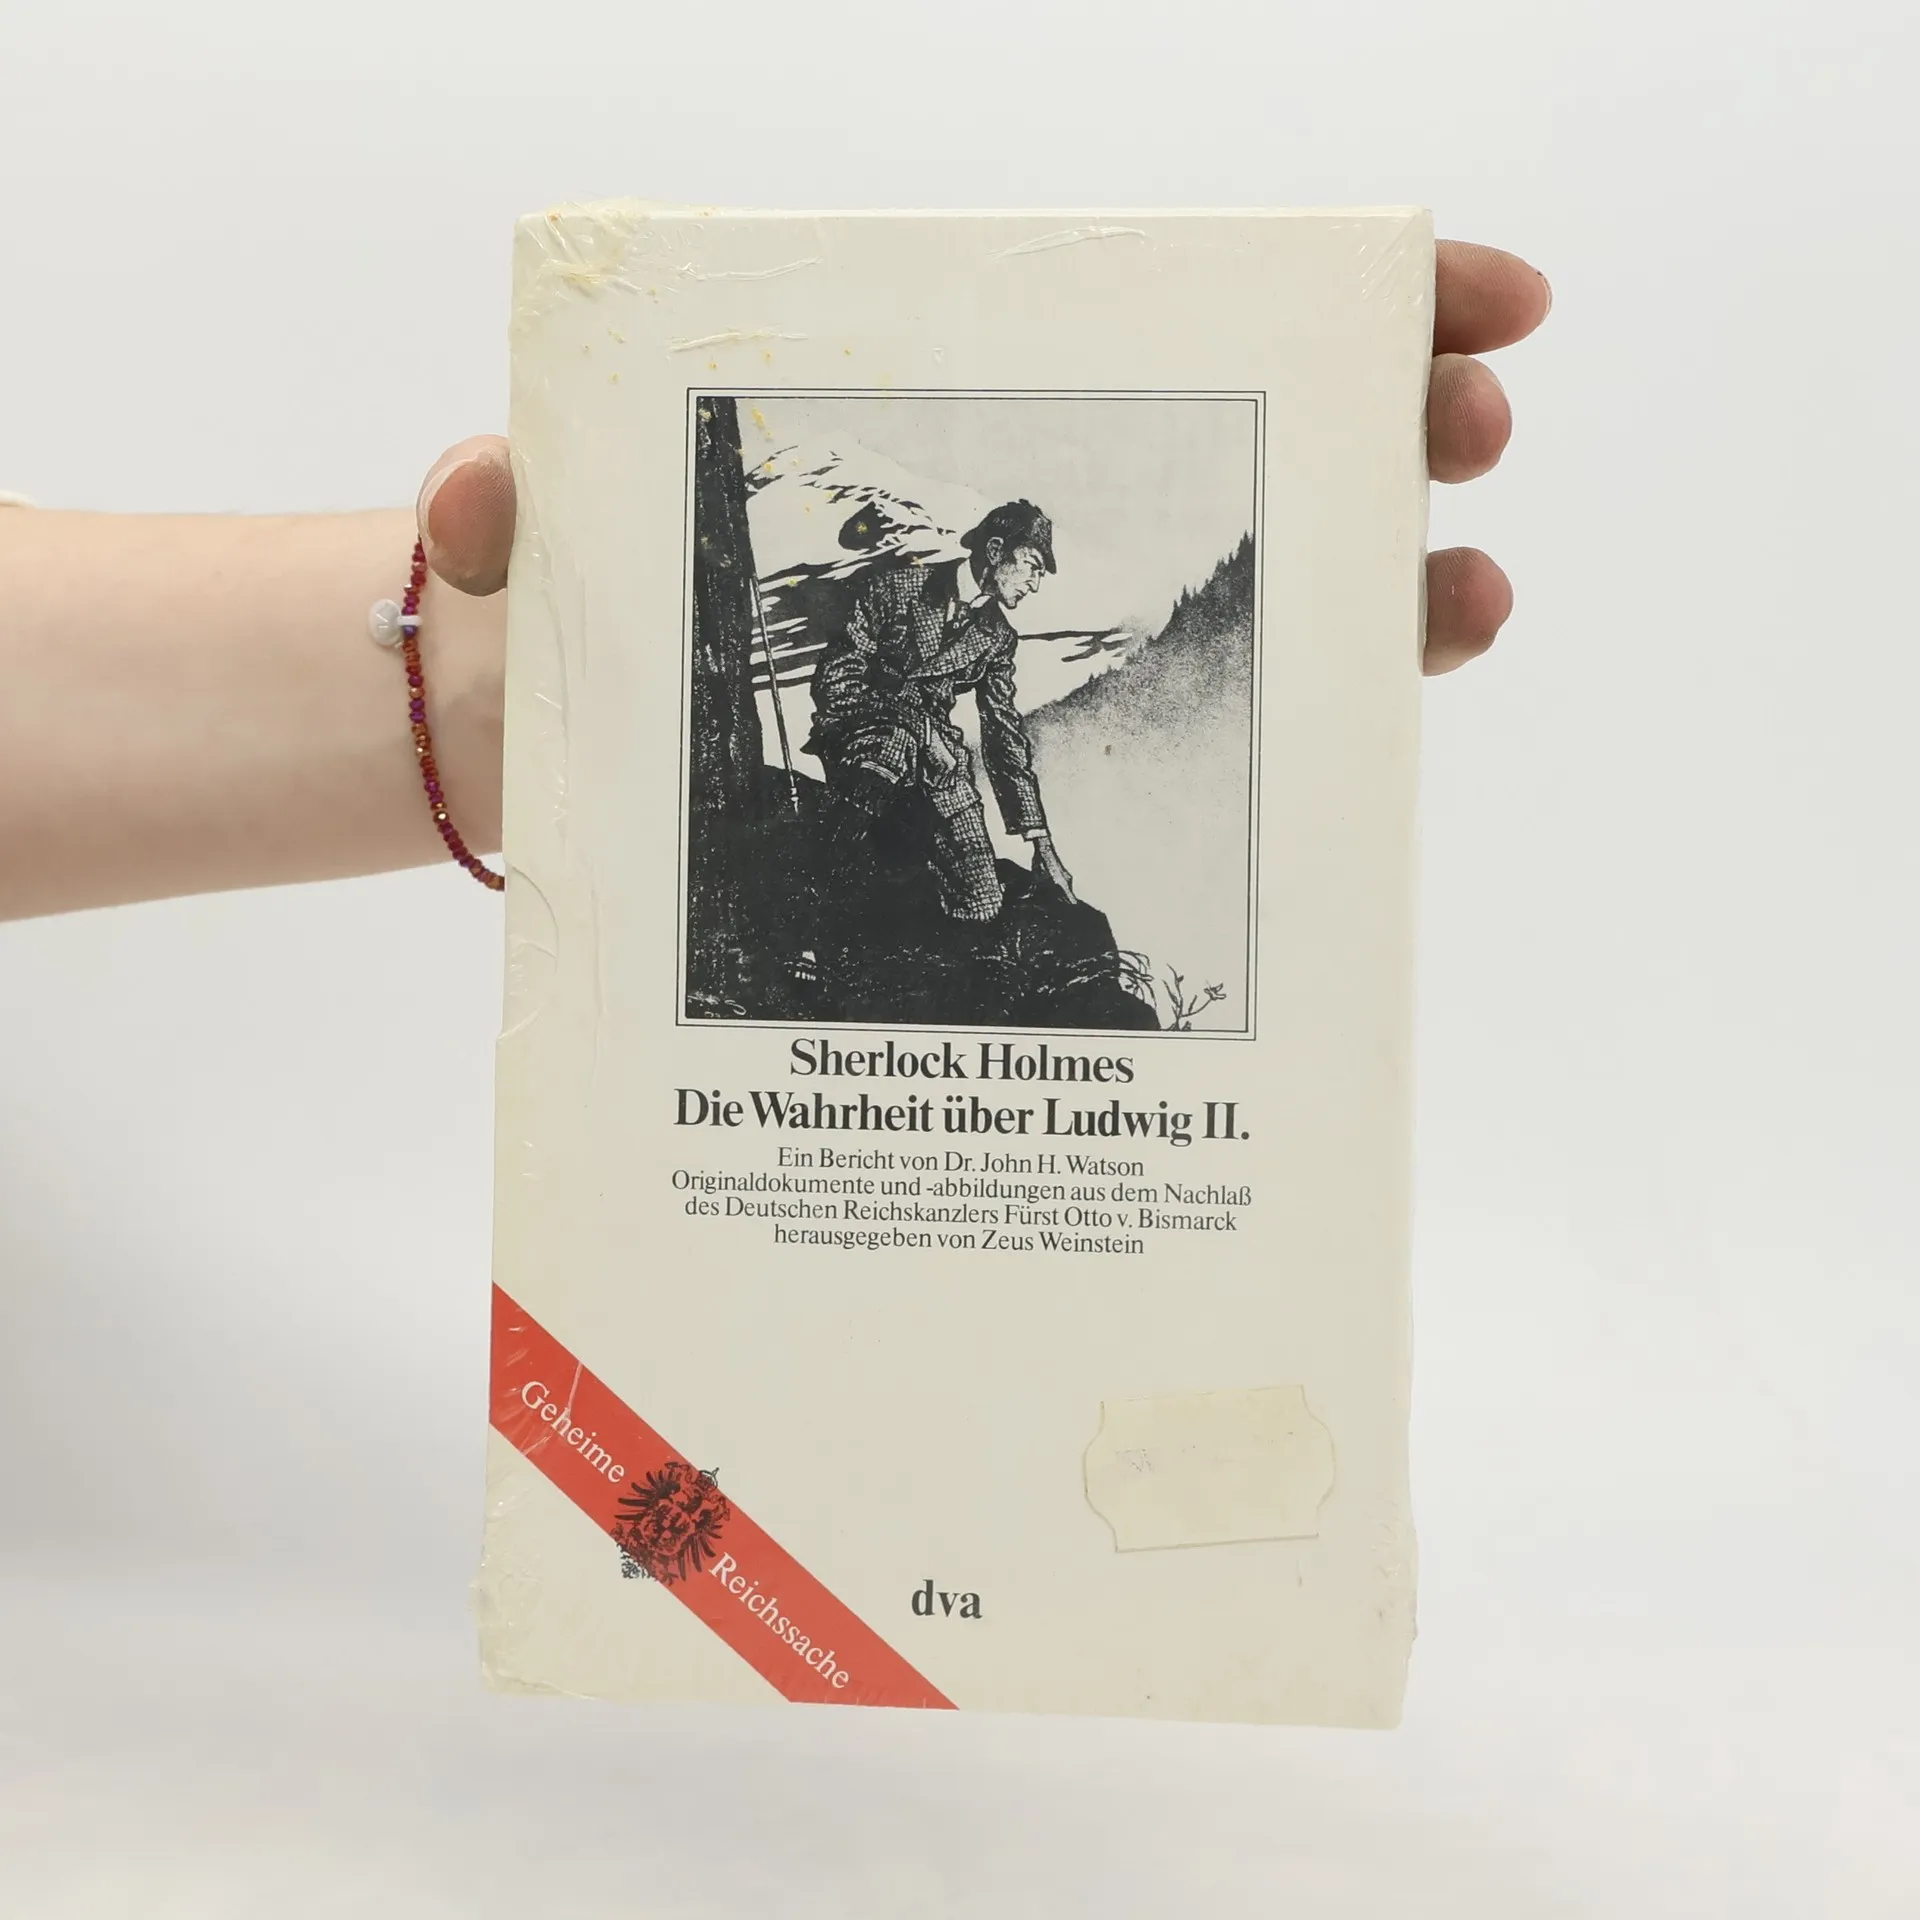 Sherlock Holmes
Die Wahrheit über Ludwig II.
Ein Bericht von Dr. John H. Watson
Originaldokumente und -abbildungen aus dem Nachlaß
des Deutschen Reichskanzlers Fürst Otto v. Bismarck
herausgegeben von Zeus Weinstein
Geheime
Reichssache
dva